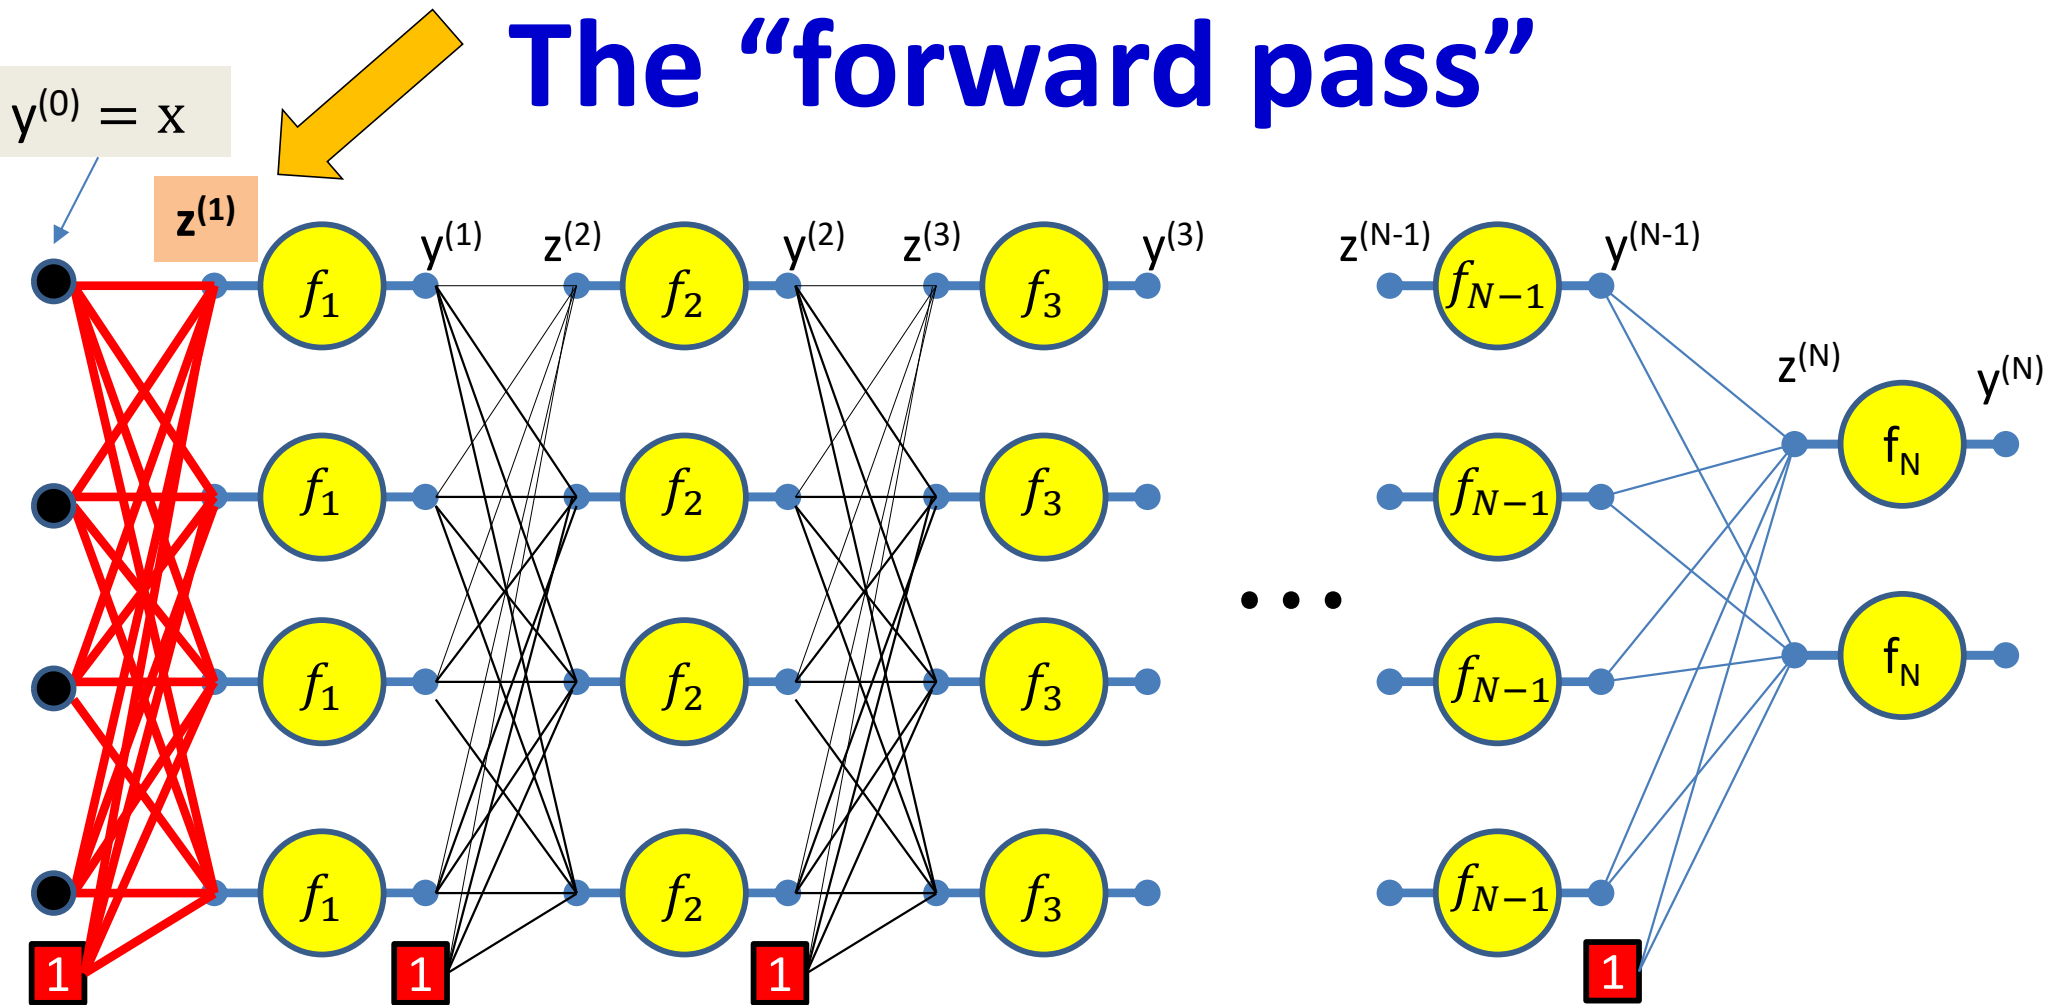 The “forward pass”
y(0) = x
z(1)
y(1) z(2) y(2) z(3) y(3) z(N-1) y(N-1)
f1 f2 f3 fN−1
z(N) y(N)
fN
f1 f2 f3 fN−1
fN
f1 f2 f3 fN−1
...
f1 f2 f3 fN−1
1 1 1 1